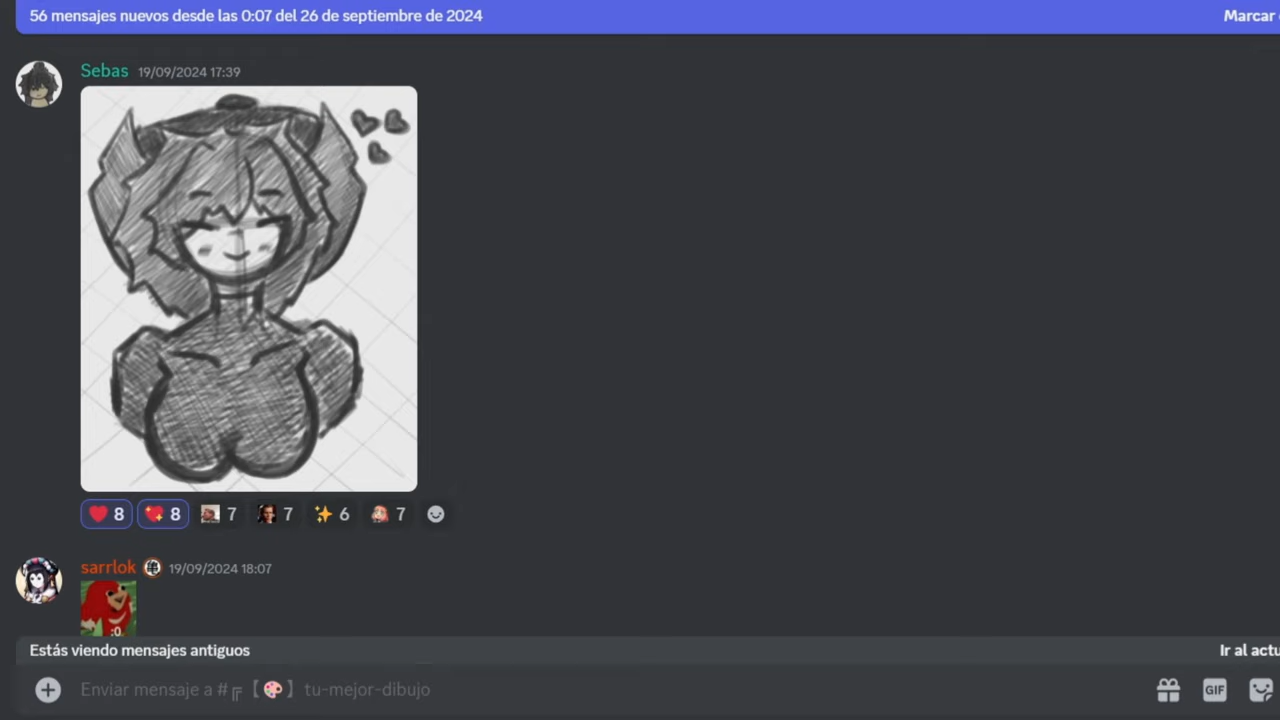 56 mensajes nuevos desde las 0:07 del 26 de septiembre de 2024 Marcar
Sebas 19/09/2024 17:39
8 8 7 7 6 7
sarrlok 19/09/2024 18:07
:0
Estás viendo mensajes antiguos Ir al actu
Enviar mensaje a #╔【🎨】tu-mejor-dibujo GIF